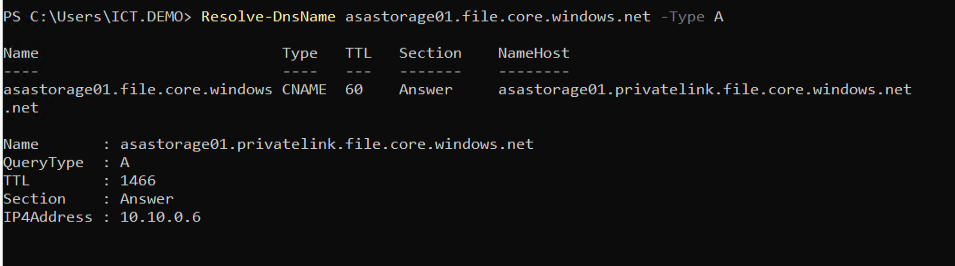 PS C:\Users\ICT.DEMO> Resolve-DnsName asastorage01.file.core.windows.net -Type A
Name                           Type   TTL   Section    NameHost
----                           ----   ---   -------    --------
asastorage01.file.core.windows CNAME  60    Answer     asastorage01.privatelink.file.core.windows.net
.net
Name       : asastorage01.privatelink.file.core.windows.net
QueryType  : A
TTL        : 1466
Section    : Answer
IP4Address : 10.10.0.6